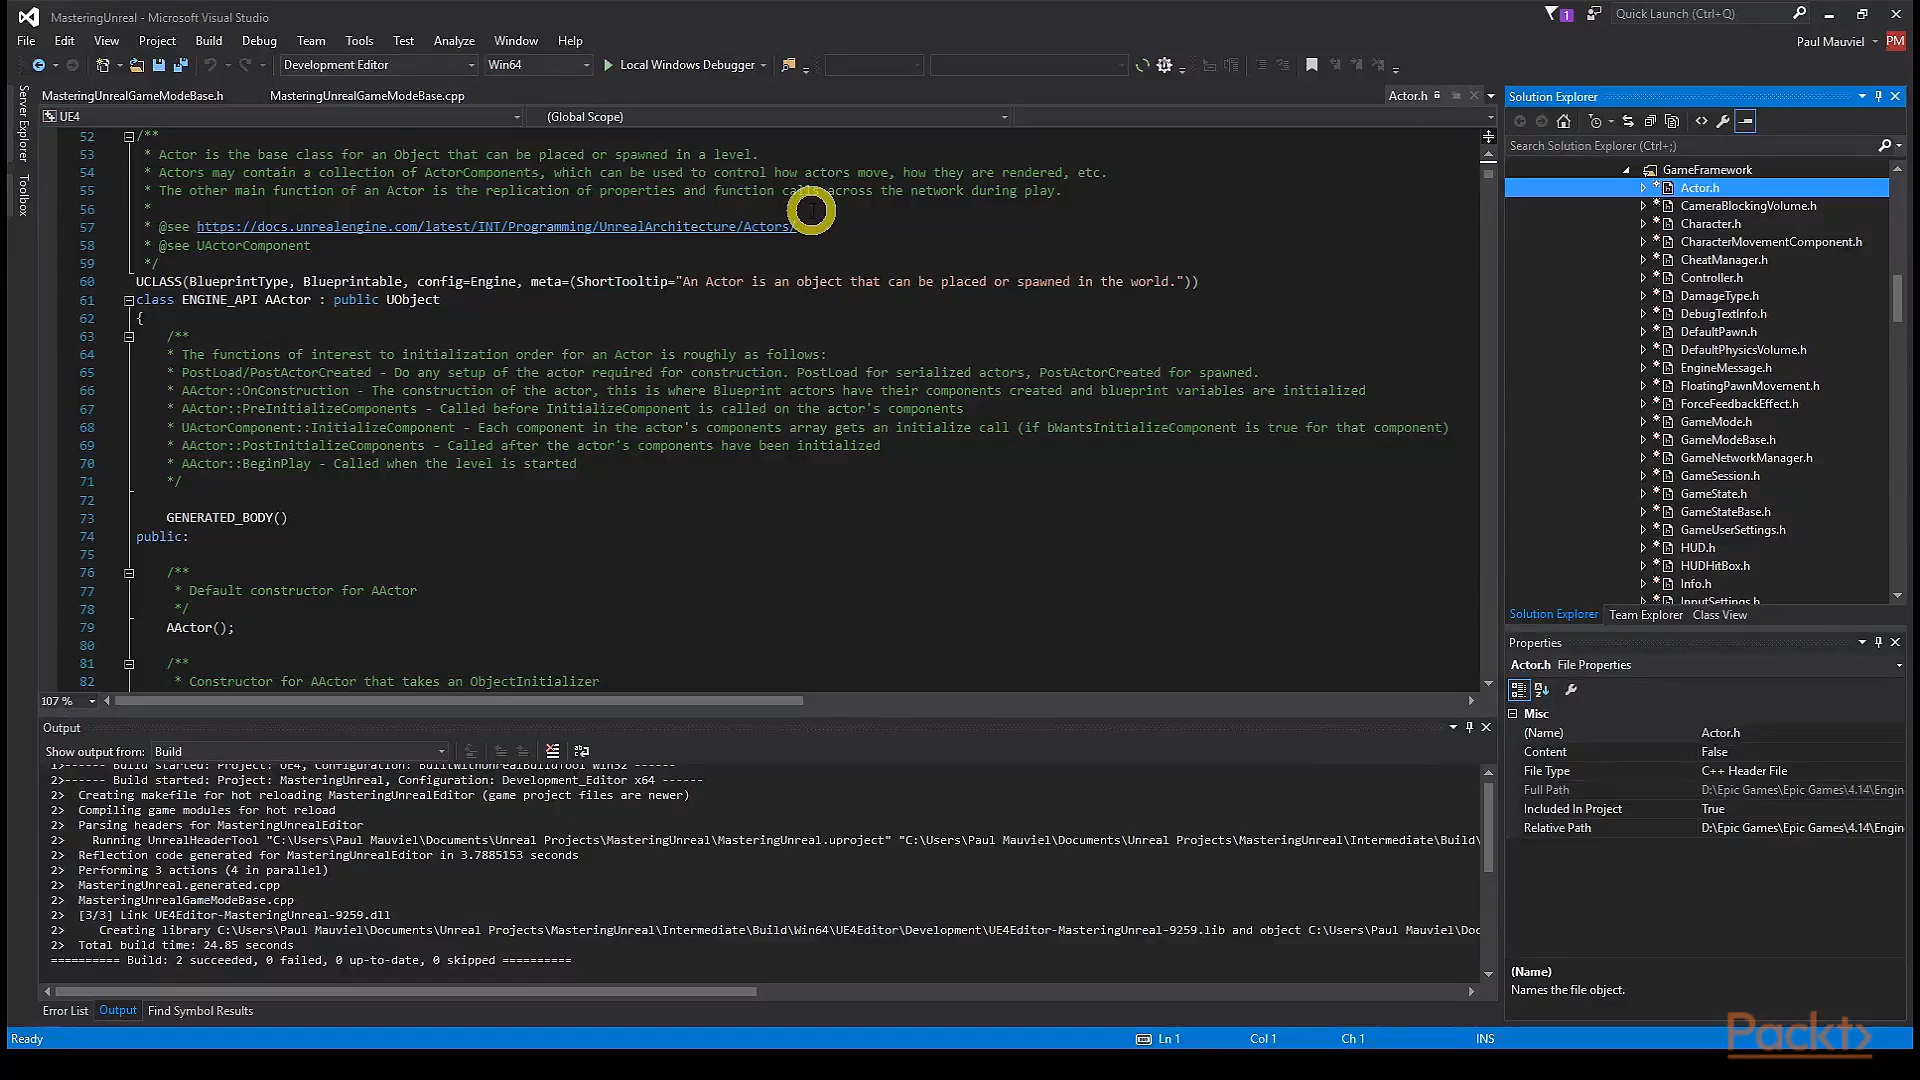 MasteringUnreal - Microsoft Visual Studio
1
Quick Launch (Ctrl+Q)
File Edit View Project Build Debug Team Tools Test Analyze Window Help
Paul Mauviel PM
Development Editor Win64 Local Windows Debugger
Server Explorer
Toolbox
MasteringUnrealGameModeBase.h MasteringUnrealGameModeBase.cpp Actor.h
UE4 (Global Scope)
52 /**
53 * Actor is the base class for an Object that can be placed or spawned in a level.
54 * Actors may contain a collection of ActorComponents, which can be used to control how actors move, how they are rendered, etc.
55 * The other main function of an Actor is the replication of properties and function calls across the network during play.
56 *
57 * @see https://docs.unrealengine.com/latest/INT/Programming/UnrealArchitecture/Actors/
58 * @see UActorComponent
59 */
60 UCLASS(BlueprintType, Blueprintable, config=Engine, meta=(ShortTooltip="An Actor is an object that can be placed or spawned in the world."))
61 class ENGINE_API AActor : public UObject
62 {
63 /**
64 * The functions of interest to initialization order for an Actor is roughly as follows:
65 * PostLoad/PostActorCreated - Do any setup of the actor required for construction. PostLoad for serialized actors, PostActorCreated for spawned.
66 * AActor::OnConstruction - The construction of the actor, this is where Blueprint actors have their components created and blueprint variables are initialized
67 * AActor::PreInitializeComponents - Called before InitializeComponent is called on the actor's components
68 * UActorComponent::InitializeComponent - Each component in the actor's components array gets an initialize call (if bWantsInitializeComponent is true for that component)
69 * AActor::PostInitializeComponents - Called after the actor's components have been initialized
70 * AActor::BeginPlay - Called when the level is started
71 */
72
73 GENERATED_BODY()
74 public:
75
76 /**
77 * Default constructor for AActor
78 */
79 AActor();
80
81 /**
82 * Constructor for AActor that takes an ObjectInitializer
107 %
Output
Show output from: Build
1>------ Build started: Project: UE4, Configuration: BuiltWithUnrealBuildTool Win32 ------
2>------ Build started: Project: MasteringUnreal, Configuration: Development_Editor x64 ------
2> Creating makefile for hot reloading MasteringUnrealEditor (game project files are newer)
2> Compiling game modules for hot reload
2> Parsing headers for MasteringUnrealEditor
2> Running UnrealHeaderTool "C:\Users\Paul Mauviel\Documents\Unreal Projects\MasteringUnreal\MasteringUnreal.uproject" "C:\Users\Paul Mauviel\Documents\Unreal Projects\MasteringUnreal\Intermediate\Build\
2> Reflection code generated for MasteringUnrealEditor in 3.7885153 seconds
2> Performing 3 actions (4 in parallel)
2> MasteringUnreal.generated.cpp
2> MasteringUnrealGameModeBase.cpp
2> [3/3] Link UE4Editor-MasteringUnreal-9259.dll
2> Creating library C:\Users\Paul Mauviel\Documents\Unreal Projects\MasteringUnreal\Intermediate\Build\Win64\UE4Editor\Development\UE4Editor-MasteringUnreal-9259.lib and object C:\Users\Paul Mauviel\Doc
2> Total build time: 24.85 seconds
========== Build: 2 succeeded, 0 failed, 0 up-to-date, 0 skipped ==========
Error List Output Find Symbol Results
Solution Explorer
Search Solution Explorer (Ctrl+;)
GameFramework
Actor.h
CameraBlockingVolume.h
Character.h
CharacterMovementComponent.h
CheatManager.h
Controller.h
DamageType.h
DebugTextInfo.h
DefaultPawn.h
DefaultPhysicsVolume.h
EngineMessage.h
FloatingPawnMovement.h
ForceFeedbackEffect.h
GameMode.h
GameModeBase.h
GameNetworkManager.h
GameSession.h
GameState.h
GameStateBase.h
GameUserSettings.h
HUD.h
HUDHitBox.h
Info.h
InputSettings.h
Solution Explorer Team Explorer Class View
Properties
Actor.h File Properties
Misc
(Name) Actor.h
Content False
File Type C++ Header File
Full Path D:\Epic Games\Epic Games\4.14\Engin
Included In Project True
Relative Path D:\Epic Games\Epic Games\4.14\Engin
(Name)
Names the file object.
Packt>
Ready Ln 1 Col 1 Ch 1 INS